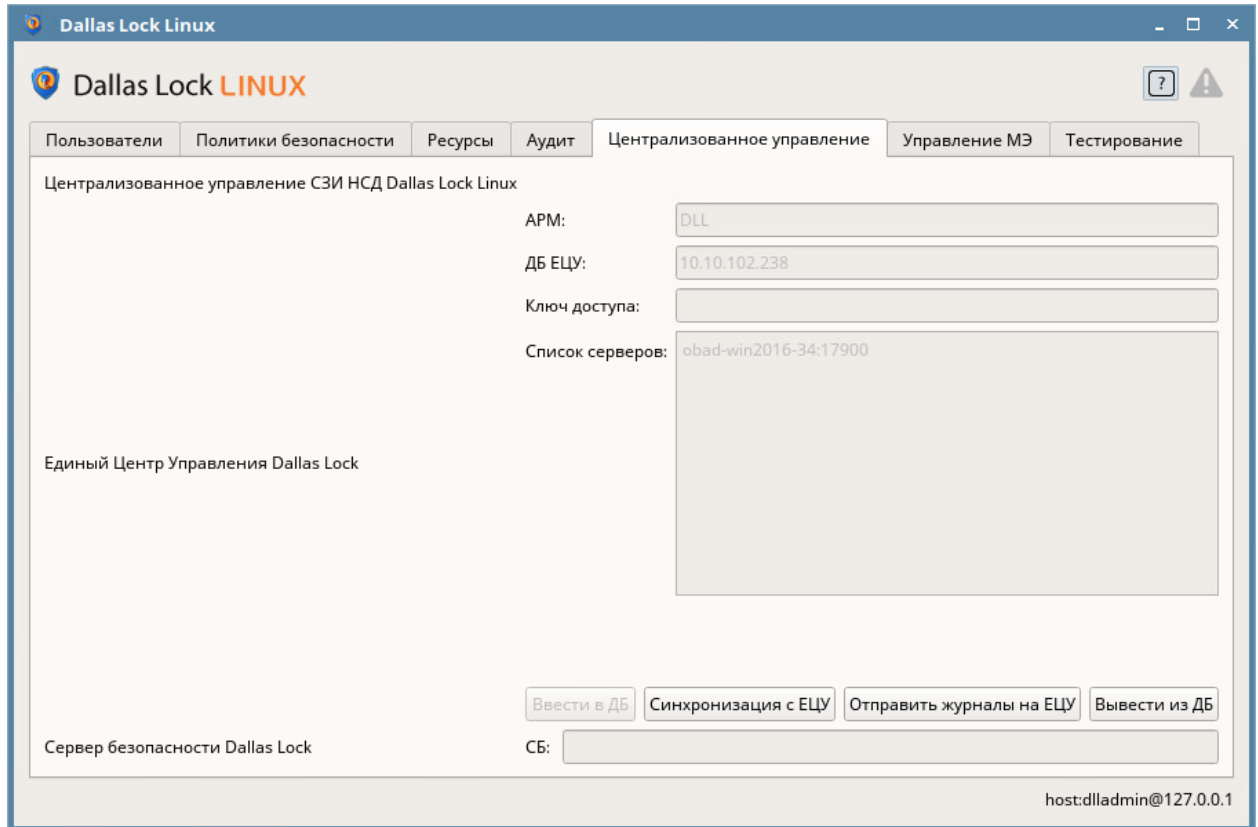 Dallas Lock Linux
Dallas Lock LINUX
?
Пользователи Политики безопасности Ресурсы Аудит Централизованное управление Управление МЭ Тестирование
Централизованное управление СЗИ НСД Dallas Lock Linux
АРМ: DLL
ДБ ЕЦУ: 10.10.102.238
Ключ доступа:
Список серверов: obad-win2016-34:17900
Единый Центр Управления Dallas Lock
Ввести в ДБ Синхронизация с ЕЦУ Отправить журналы на ЕЦУ Вывести из ДБ
Сервер безопасности Dallas Lock СБ:
host:dlladmin@127.0.0.1